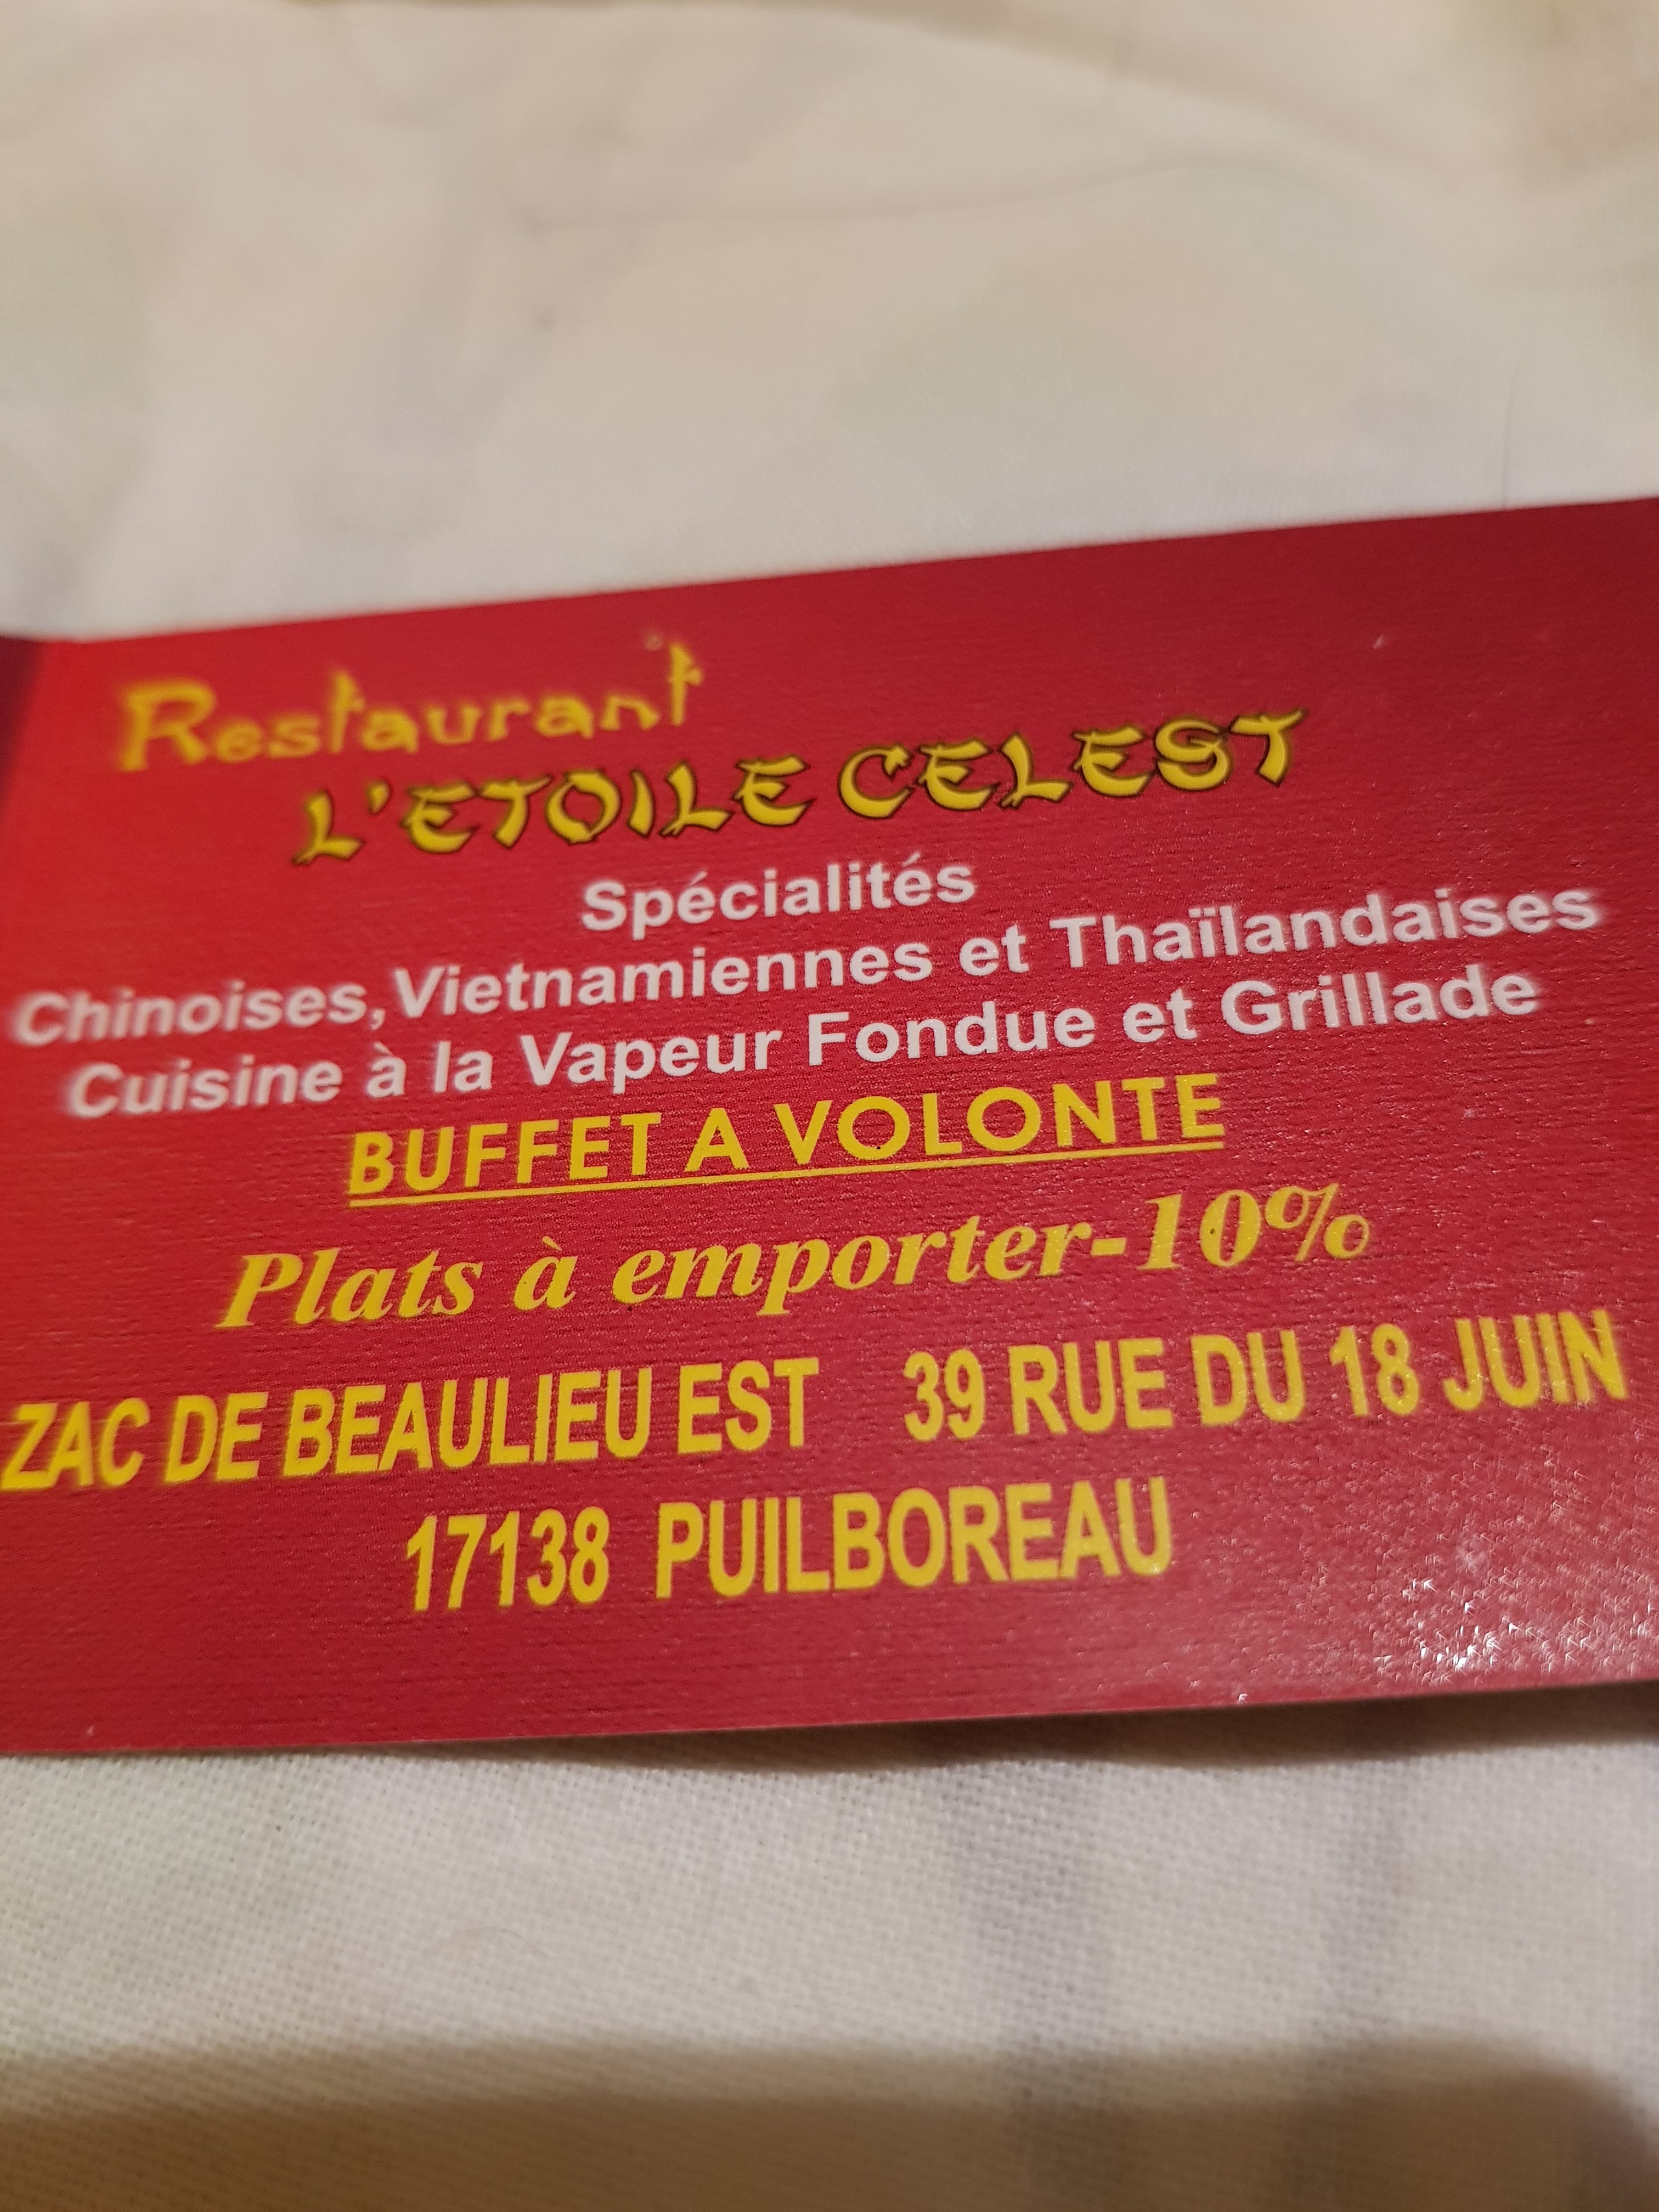 Restaurant
L'ETOILE CELEST
Spécialités
Chinoises,Vietnamiennes et Thaïlandaises
Cuisine à la Vapeur Fondue et Grillade
BUFFET A VOLONTE
Plats à emporter-10%
ZAC DE BEAULIEU EST 39 RUE DU 18 JUIN
17138 PUILBOREAU